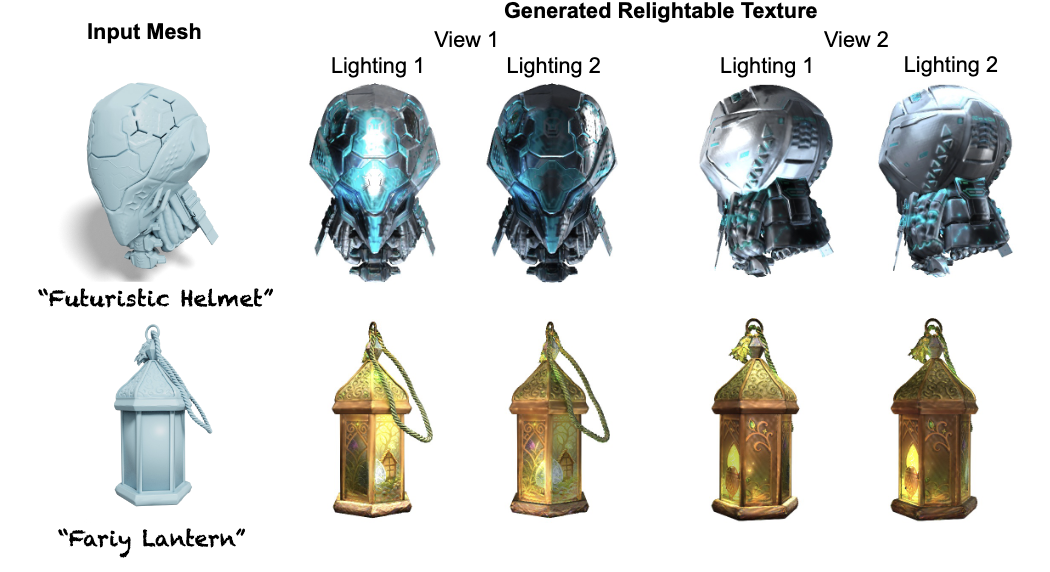 Generated Relightable Texture
Input Mesh
View 1
View 2
Lighting 1
Lighting 2
Lighting 1
Lighting 2
"Futuristic Helmet"
"Fariy Lantern"